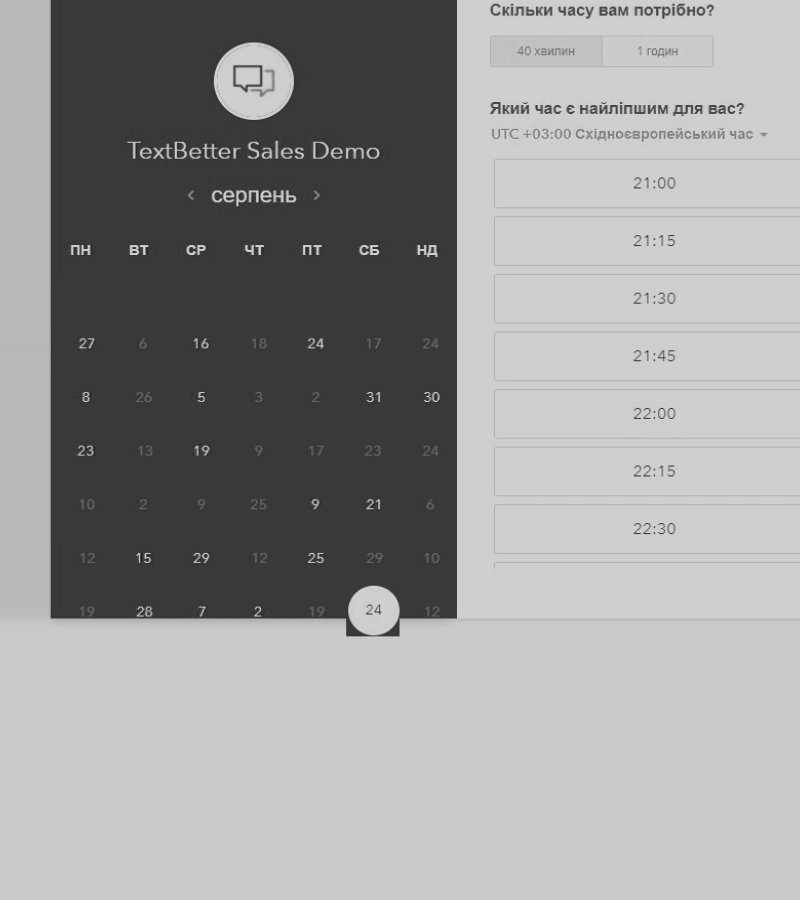 TextBetter Sales Demo
серпень
ПН ВТ СР ЧТ ПТ СБ НД
27 6 16 18 24 17 24
8 26 5 3 2 31 30
23 13 19 9 17 23 24
10 2 9 25 9 21 6
12 15 29 12 25 29 10
19 28 7 2 19 24 12
Скільки часу вам потрібно?
40 хвилин 1 годин
Який час є найліпшим для вас?
UTC +03:00 Східноєвропейський час
21:00
21:15
21:30
21:45
22:00
22:15
22:30